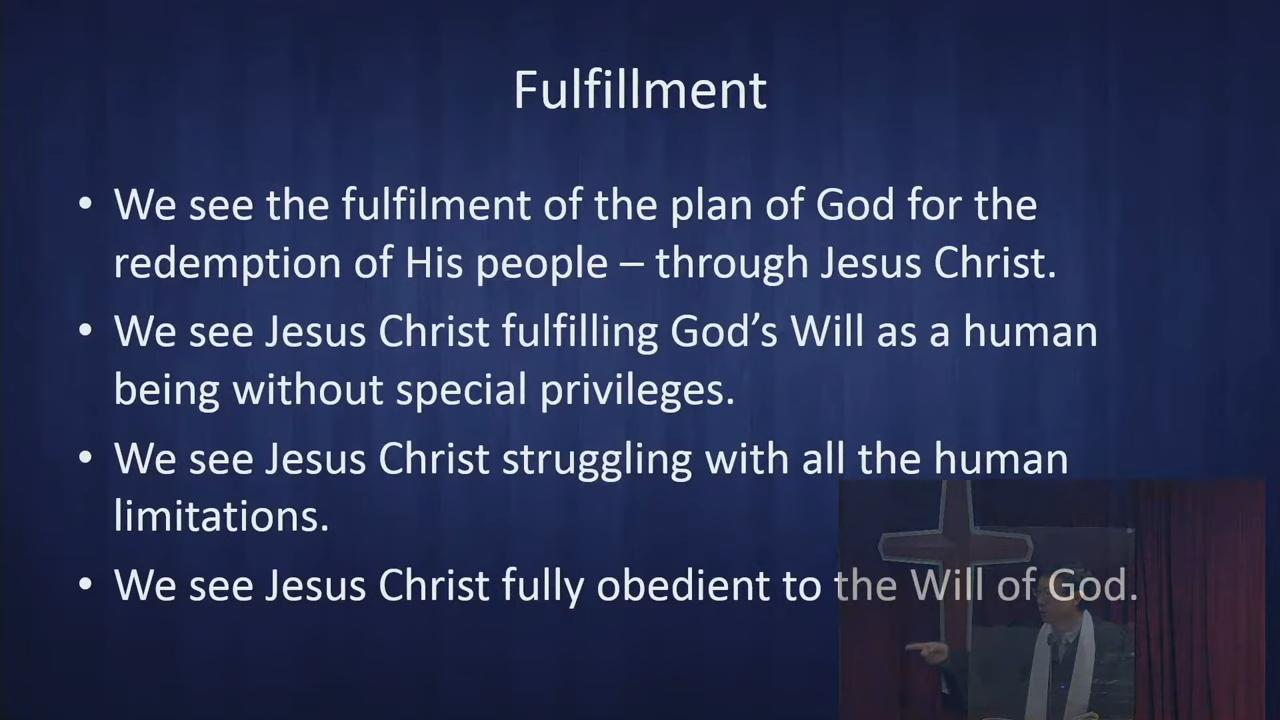 Fulfillment
• We see the fulfilment of the plan of God for the
redemption of His people – through Jesus Christ.
• We see Jesus Christ fulfilling God’s Will as a human
being without special privileges.
• We see Jesus Christ struggling with all the human
limitations.
• We see Jesus Christ fully obedient to the Will of God.